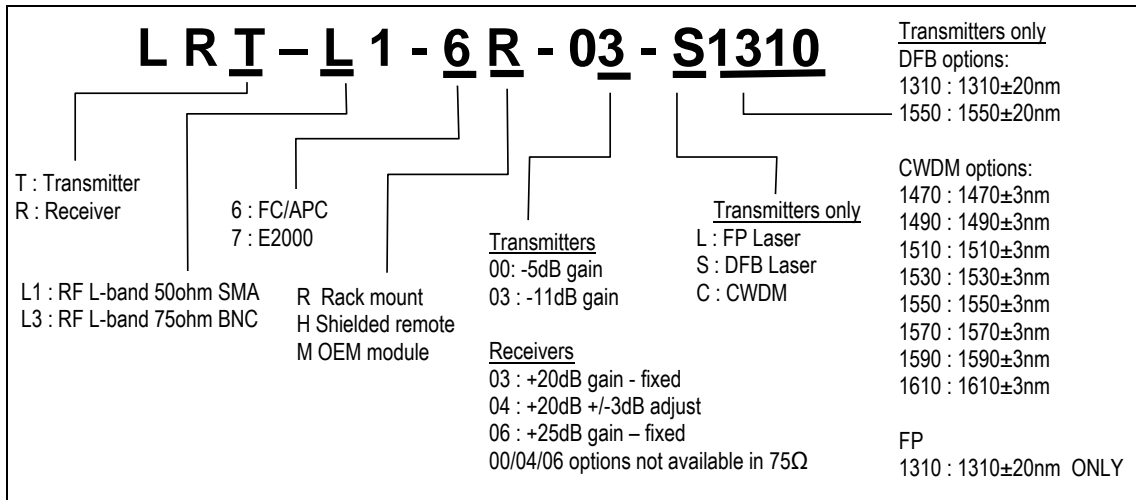 LRT – L1 - 6R - 03 - S1310
T : Transmitter
R : Receiver
L1 : RF L-band 50ohm SMA
L3 : RF L-band 75ohm BNC
6 : FC/APC
7 : E2000
R Rack mount
H Shielded remote
M OEM module
Transmitters
00: -5dB gain
03 : -11dB gain
Receivers
03 : +20dB gain - fixed
04 : +20dB +/-3dB adjust
06 : +25dB gain – fixed
00/04/06 options not available in 75Ω
Transmitters only
L : FP Laser
S : DFB Laser
C : CWDM
Transmitters only
DFB options:
1310 : 1310±20nm
1550 : 1550±20nm
CWDM options:
1470 : 1470±3nm
1490 : 1490±3nm
1510 : 1510±3nm
1530 : 1530±3nm
1550 : 1550±3nm
1570 : 1570±3nm
1590 : 1590±3nm
1610 : 1610±3nm
FP
1310 : 1310±20nm ONLY